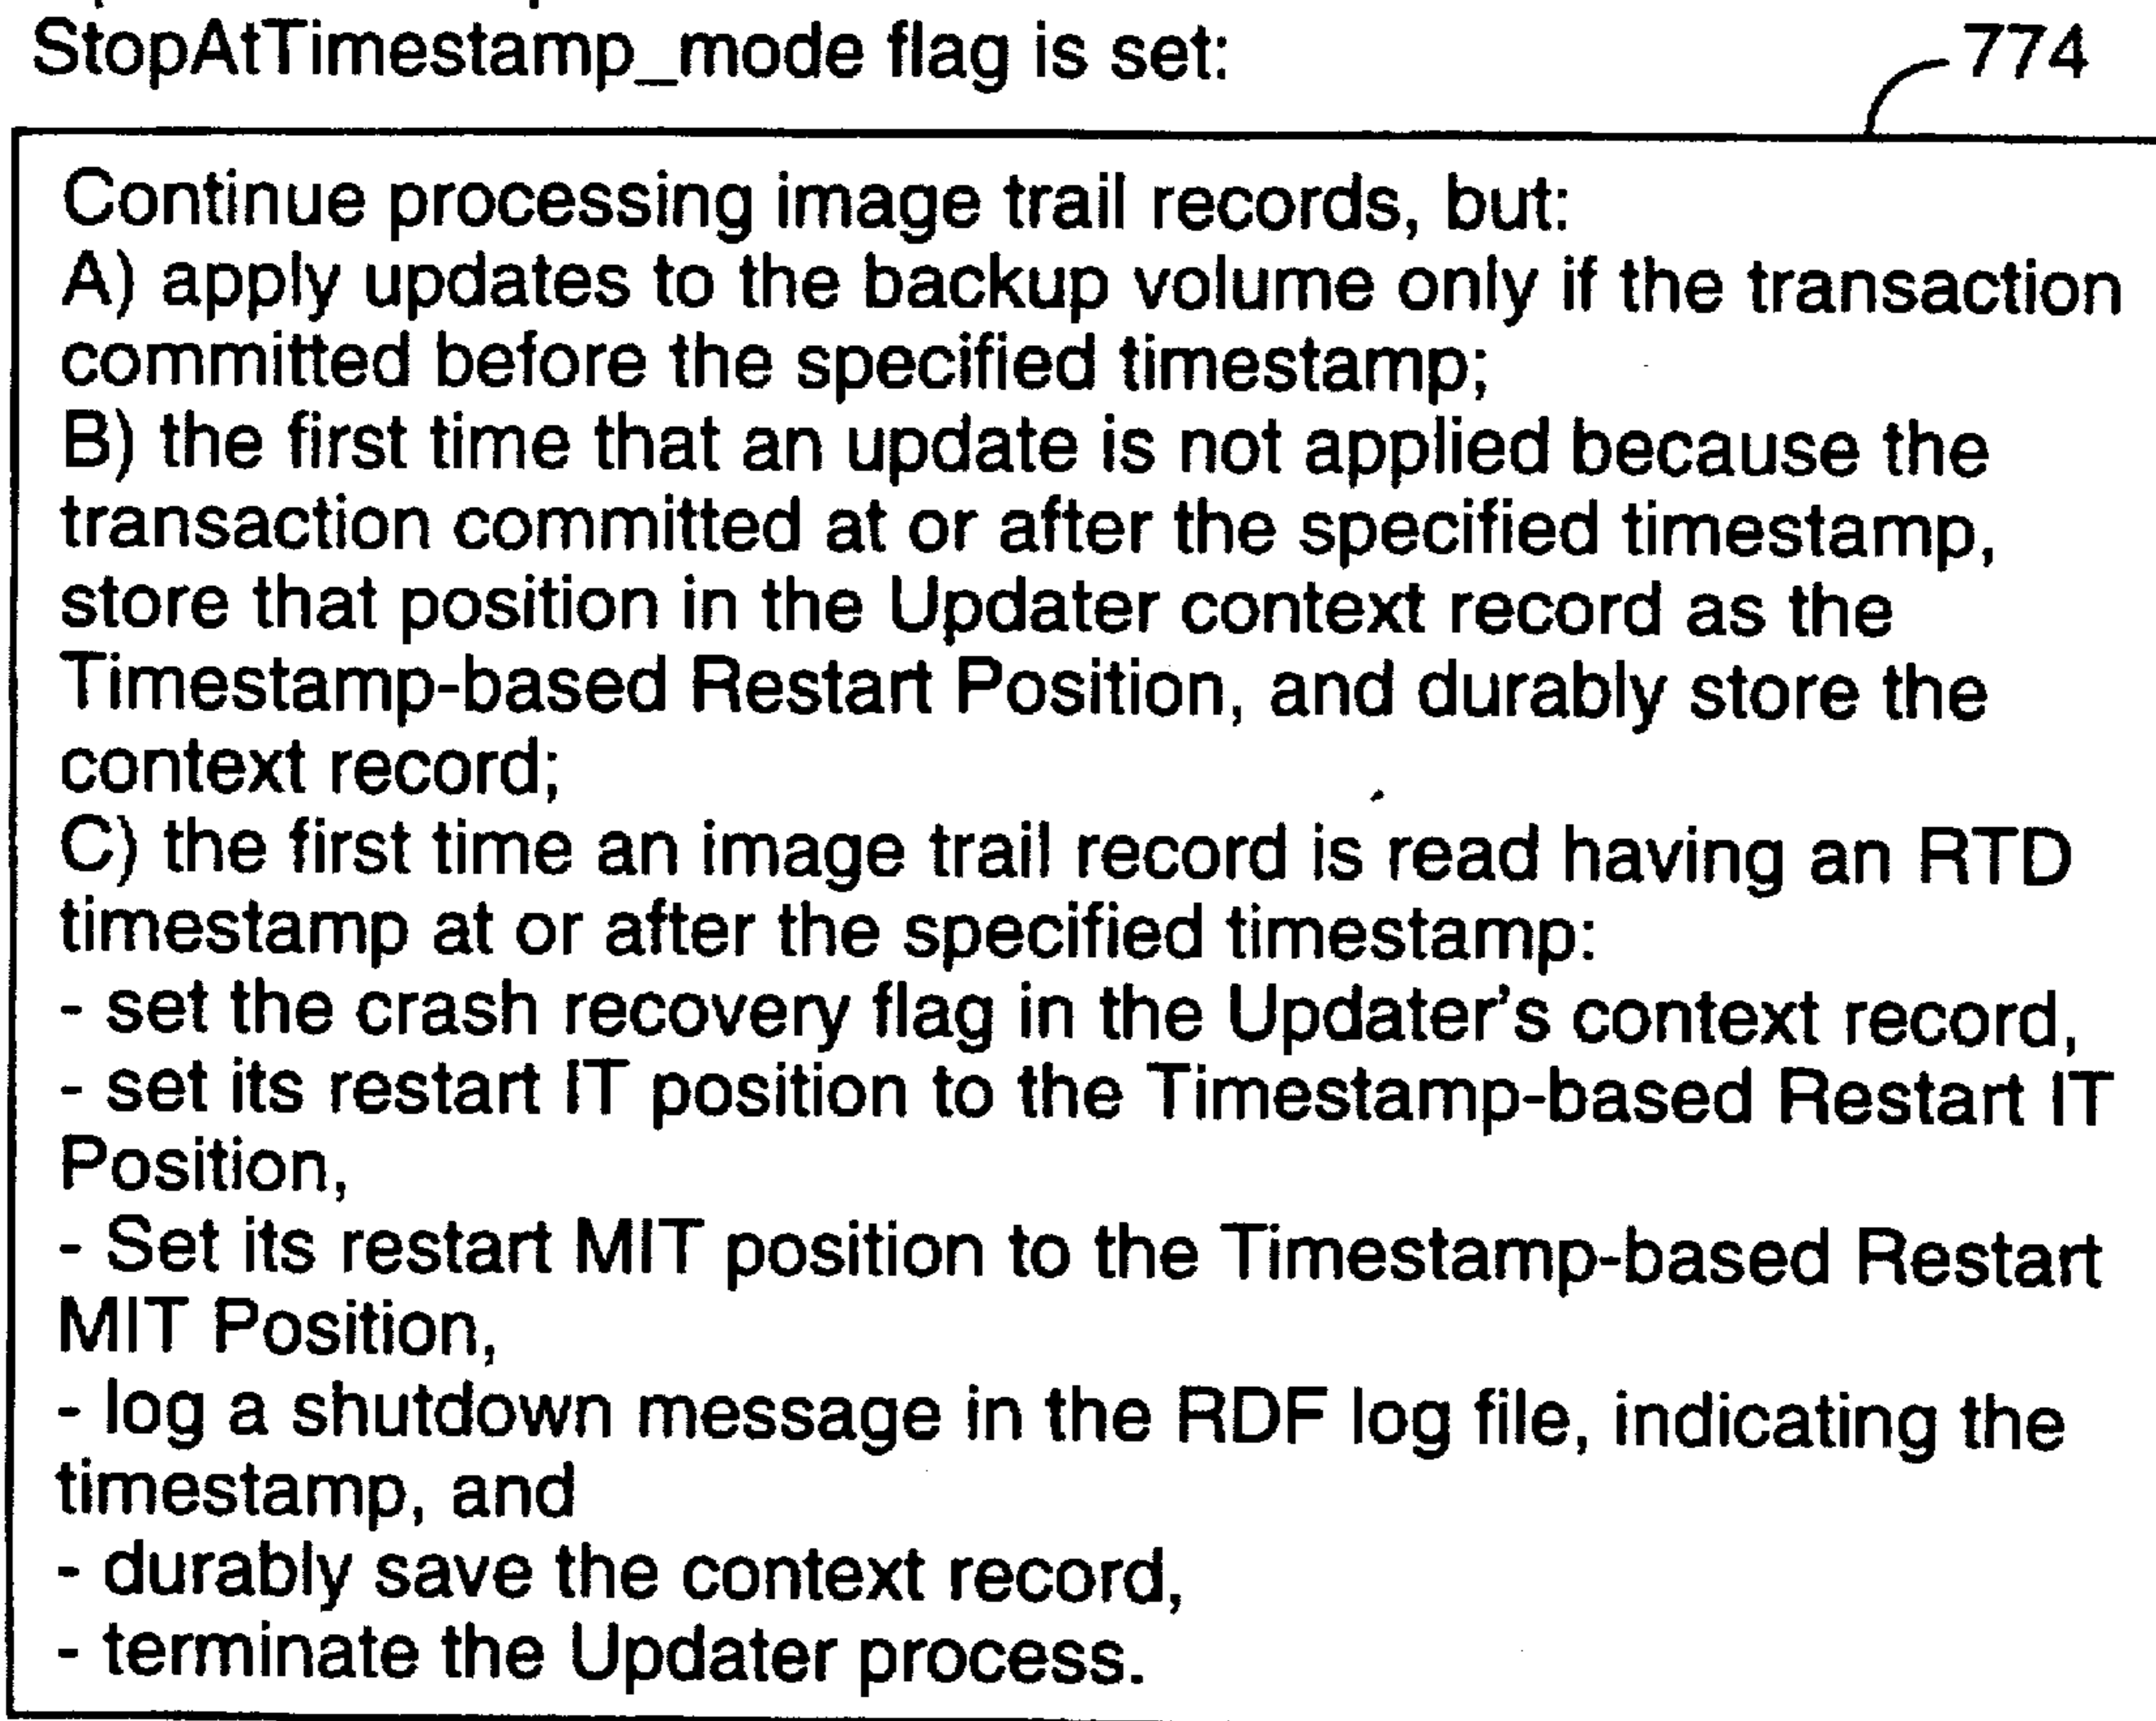 StopAtTimestamp_mode flag is set:
774
Continue processing image trail records, but:
A) apply updates to the backup volume only if the transaction
committed before the specified timestamp;
B) the first time that an update is not applied because the
transaction committed at or after the specified timestamp,
store that position in the Updater context record as the
Timestamp-based Restart Position, and durably store the
context record;
C) the first time an image trail record is read having an RTD
timestamp at or after the specified timestamp:
- set the crash recovery flag in the Updater's context record,
- set its restart IT position to the Timestamp-based Restart IT
Position,
- Set its restart MIT position to the Timestamp-based Restart
MIT Position,
- log a shutdown message in the RDF log file, indicating the
timestamp, and
- durably save the context record,
- terminate the Updater process.